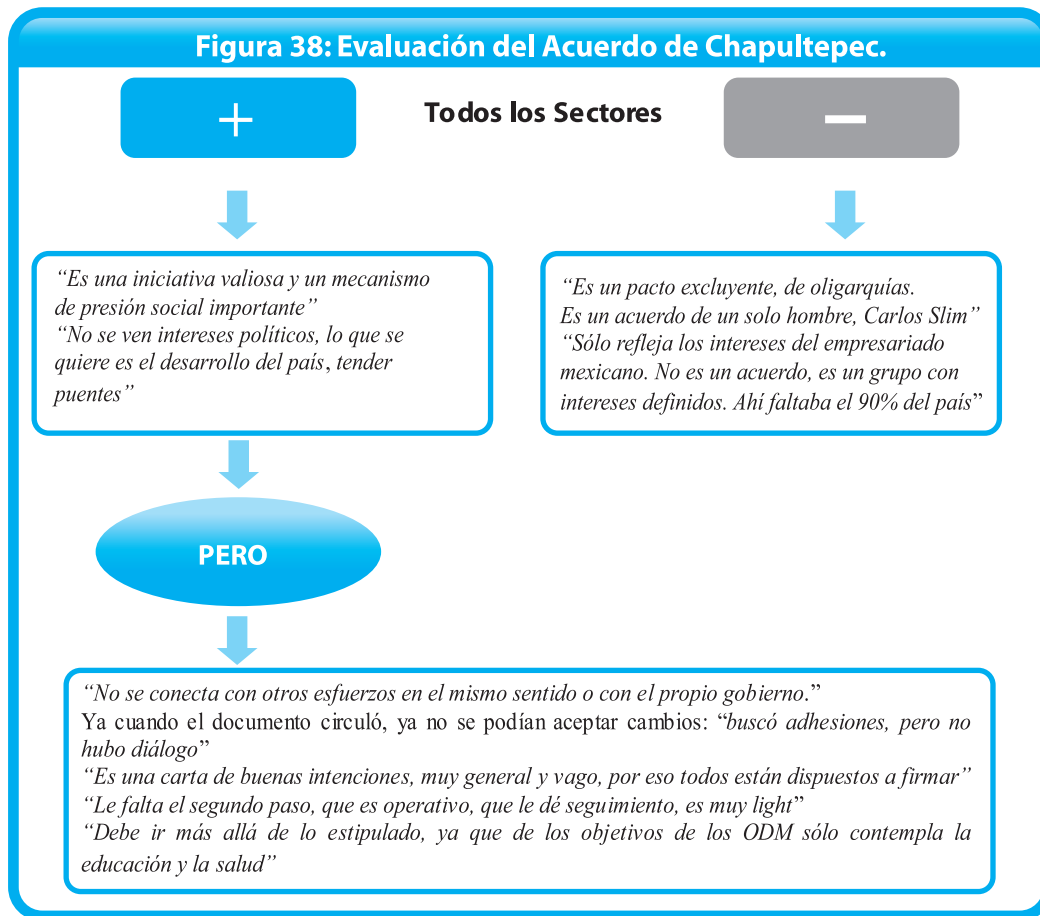 Figura 38: Evaluación del Acuerdo de Chapultepec.
+
Todos los Sectores
−
“Es una iniciativa valiosa y un mecanismo
de presión social importante”
“No se ven intereses políticos, lo que se
quiere es el desarrollo del país, tender
puentes”
“Es un pacto excluyente, de oligarquías.
Es un acuerdo de un solo hombre, Carlos Slim”
“Sólo refleja los intereses del empresariado
mexicano. No es un acuerdo, es un grupo con
intereses definidos. Ahí faltaba el 90% del país”
PERO
“No se conecta con otros esfuerzos en el mismo sentido o con el propio gobierno.”
Ya cuando el documento circuló, ya no se podían aceptar cambios: “buscó adhesiones, pero no
hubo diálogo”
“Es una carta de buenas intenciones, muy general y vago, por eso todos están dispuestos a firmar”
“Le falta el segundo paso, que es operativo, que le dé seguimiento, es muy light”
“Debe ir más allá de lo estipulado, ya que de los objetivos de los ODM sólo contempla la
educación y la salud”